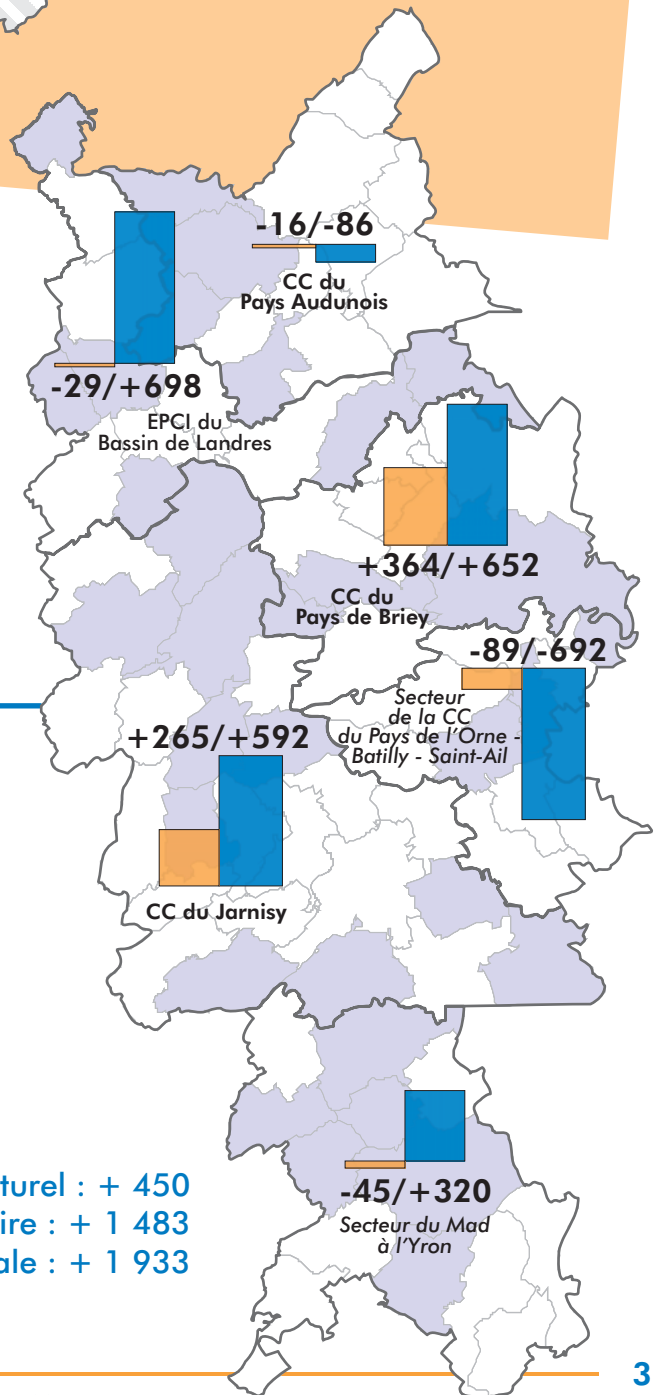 -16/-86
CC du
Pays Audunois
-29/+698
EPCI du
Bassin de Landres
+364/+652
CC du
Pays de Briey
-89/-692
Secteur
de la CC
du Pays de l'Orne -
Batilly - Saint-Ail
+265/+592
CC du Jarnisy
-45/+320
Secteur du Mad
à l'Yron
turel : + 450
ire : + 1 483
ale : + 1 933
3